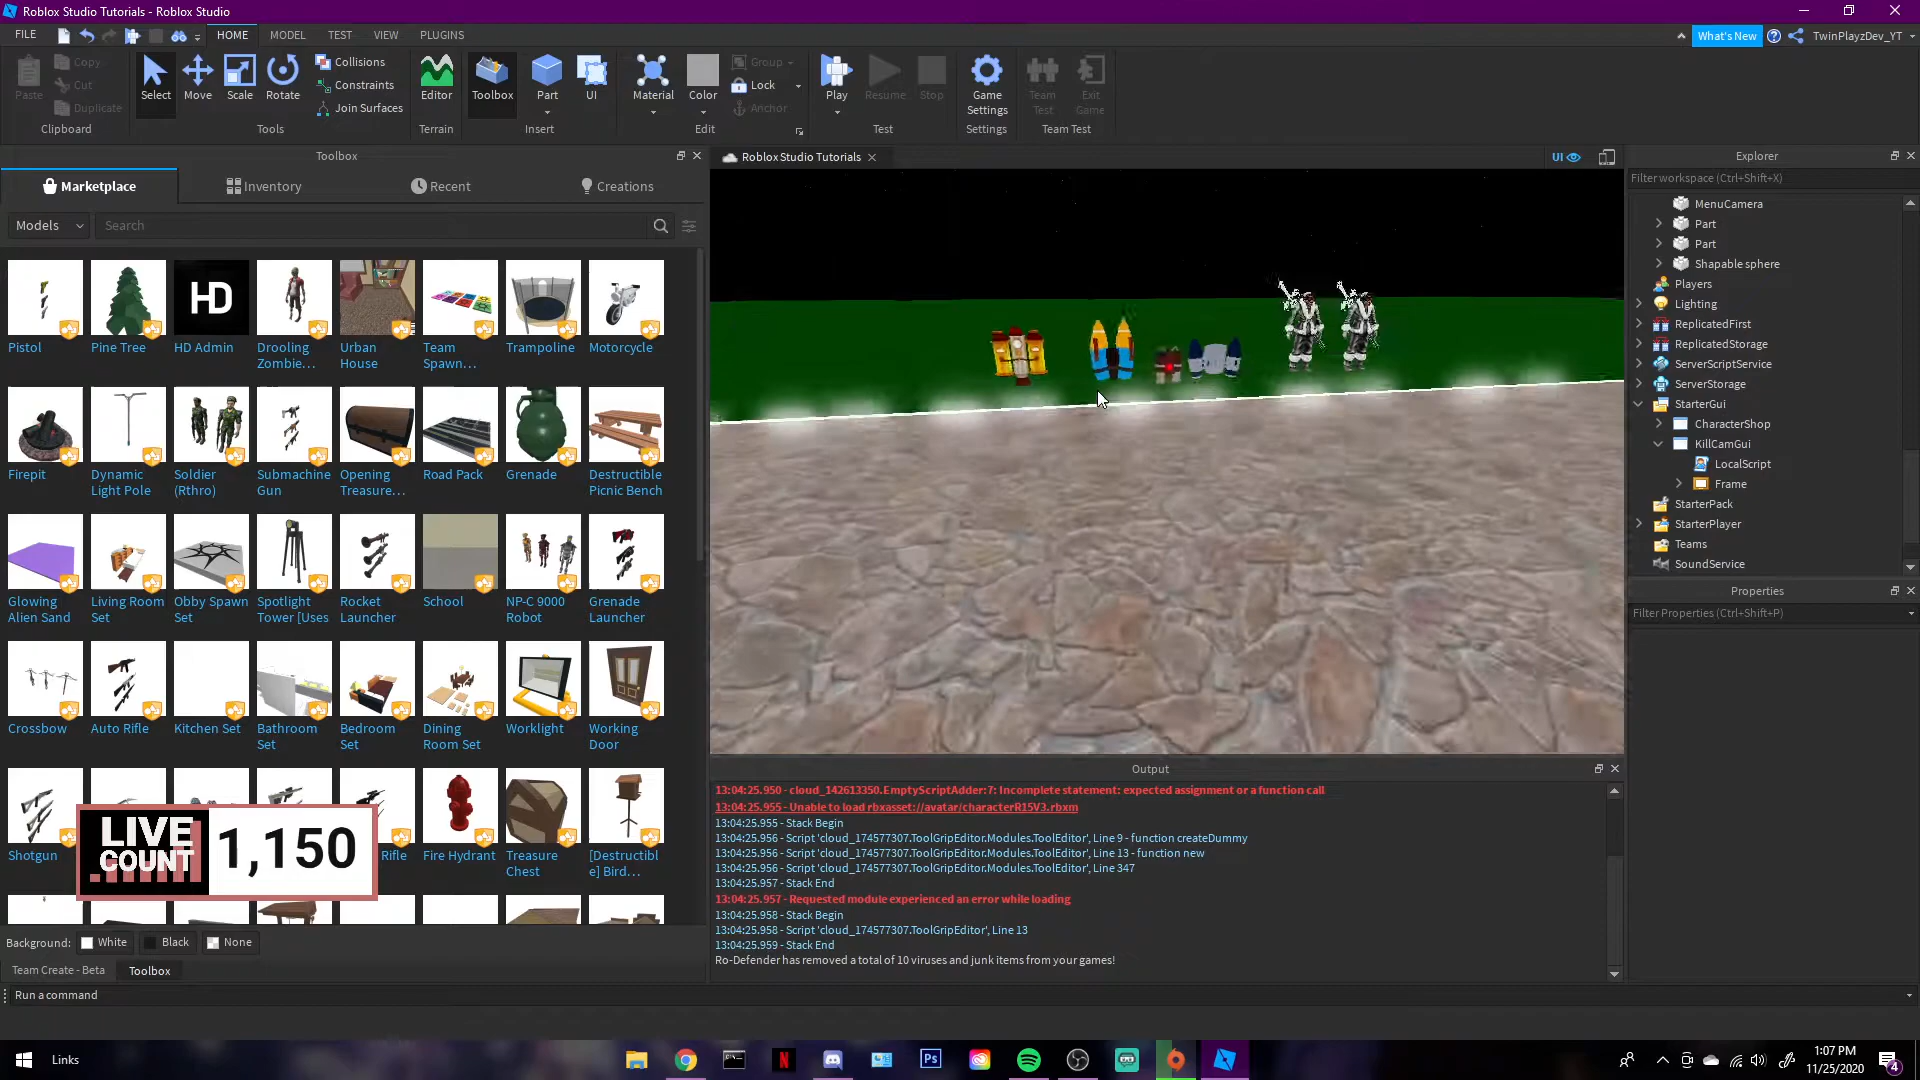 Roblox Studio Tutorials - Roblox Studio
FILE
HOME
MODEL
TEST
VIEW
PLUGINS
What's New
TwinPlayzDev_YT
Paste
Copy
Cut
Duplicate
Clipboard
Select
Move
Scale
Rotate
Collisions
Constraints
Join Surfaces
Tools
Editor
Terrain
Toolbox
Part
UI
Insert
Material
Color
Group
Lock
Anchor
Edit
Play
Resume
Stop
Test
Game Settings
Settings
Team Test
Exit Game
Team Test
Toolbox
Marketplace
Inventory
Recent
Creations
Models
Search
Pistol
Pine Tree
HD
HD Admin
Drooling Zombie...
Urban House
Team Spawn...
Trampoline
Motorcycle
Firepit
Dynamic Light Pole
Soldier (Rthro)
Submachine Gun
Opening Treasure...
Road Pack
Grenade
Destructible Picnic Bench
Glowing Alien Sand
Living Room Set
Obby Spawn Set
Spotlight Tower [Uses
Rocket Launcher
School
NP-C 9000 Robot
Grenade Launcher
Crossbow
Auto Rifle
Kitchen Set
Bathroom Set
Bedroom Set
Dining Room Set
Worklight
Working Door
Shotgun
Rifle
Fire Hydrant
Treasure Chest
[Destructibl e] Bird...
LIVE COUNT
1,150
Background:
White
Black
None
Team Create - Beta
Toolbox
Run a command
Roblox Studio Tutorials
UI
Output
13:04:25.950 - cloud_142613350.EmptyScriptAdder:7: Incomplete statement: expected assignment or a function call
13:04:25.955 - Unable to load rbxasset://avatar/characterR15V3.rbxm
13:04:25.955 - Stack Begin
13:04:25.956 - Script 'cloud_174577307.ToolGripEditor.Modules.ToolEditor', Line 9 - function createDummy
13:04:25.956 - Script 'cloud_174577307.ToolGripEditor.Modules.ToolEditor', Line 13 - function new
13:04:25.956 - Script 'cloud_174577307.ToolGripEditor.Modules.ToolEditor', Line 347
13:04:25.957 - Stack End
13:04:25.957 - Requested module experienced an error while loading
13:04:25.958 - Stack Begin
13:04:25.958 - Script 'cloud_174577307.ToolGripEditor', Line 13
13:04:25.959 - Stack End
Ro-Defender has removed a total of 10 viruses and junk items from your games!
Explorer
Filter workspace (Ctrl+Shift+X)
MenuCamera
Part
Part
Shapable sphere
Players
Lighting
ReplicatedFirst
ReplicatedStorage
ServerScriptService
ServerStorage
StarterGui
CharacterShop
KillCamGui
LocalScript
Frame
StarterPack
StarterPlayer
Teams
SoundService
Properties
Filter Properties (Ctrl+Shift+P)
Links
Ps
1:07 PM
11/25/2020
4